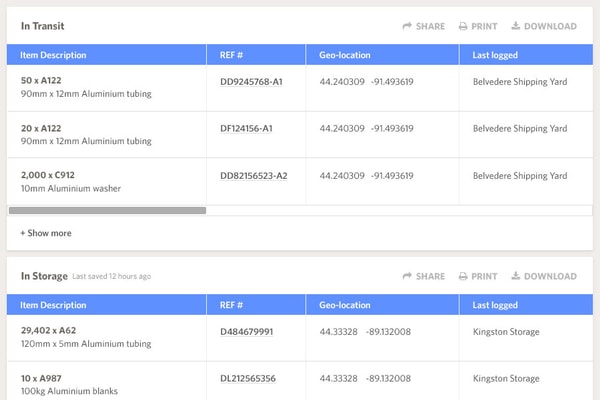 In Transit SHARE PRINT DOWNLOAD
Item Description REF # Geo-location Last logged
50 x A122
90mm x 12mm Aluminium tubing DD9245768-A1 44.240309 -91.493619 Belvedere Shipping Yard
20 x A122
90mm x 12mm Aluminium tubing DF124156-A1 44.240309 -91.493619 Belvedere Shipping Yard
2,000 x C912
10mm Aluminium washer DD82156523-A2 44.240309 -91.493619 Belvedere Shipping Yard
+ Show more
In Storage Last saved 12 hours ago SHARE PRINT DOWNLOAD
Item Description REF # Geo-location Last logged
29,402 x A62
120mm x 5mm Aluminium tubing D484679991 44.33328 -89.132008 Kingston Storage
10 x A987
100kg Aluminium blanks DL212565356 44.33328 -89.132008 Kingston Storage